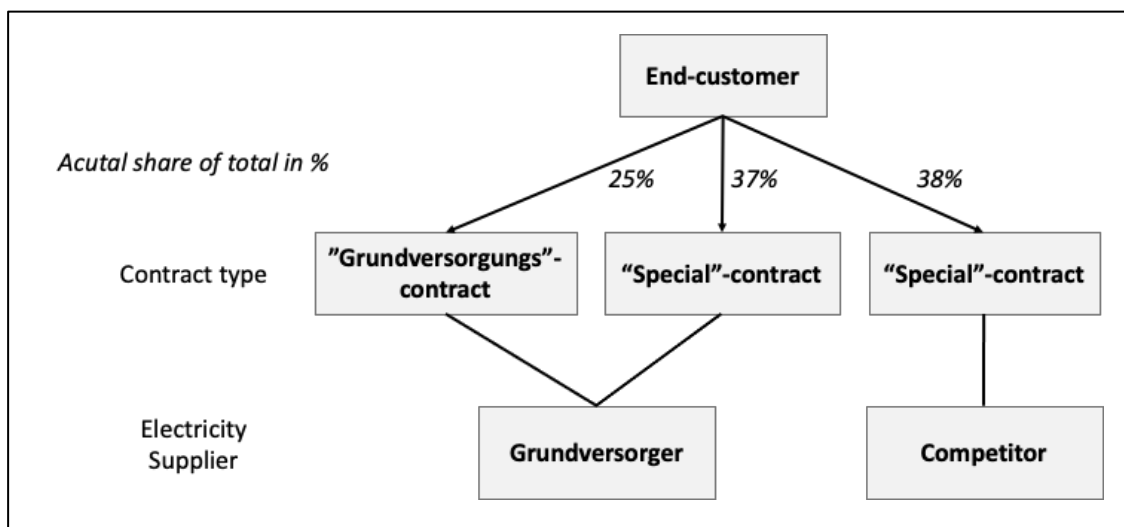 End-customer
Acutal share of total in %
25%
37%
38%
Contract type
”Grundversorgungs”-
contract
“Special”-contract
“Special”-contract
Electricity
Supplier
Grundversorger
Competitor